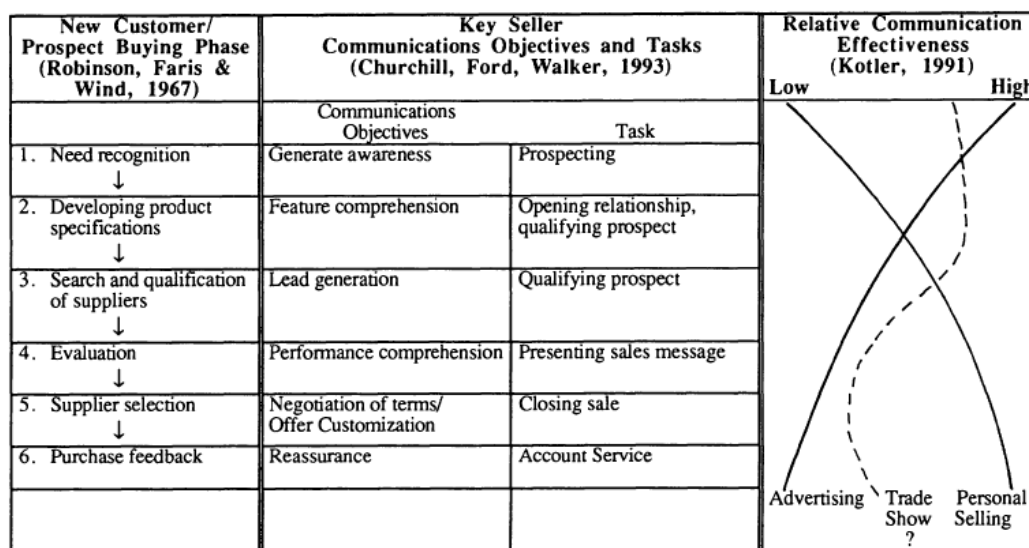 New Customer/
Prospect Buying Phase
(Robinson, Faris &
Wind, 1967)
Key Seller
Communications Objectives and Tasks
(Churchill, Ford, Walker, 1993)
Relative Communication
Effectiveness
(Kotler, 1991)
Low High
Communications
Objectives
Task
1. Need recognition
↓
Generate awareness
Prospecting
2. Developing product
specifications
↓
Feature comprehension
Opening relationship,
qualifying prospect
3. Search and qualification
of suppliers
↓
Lead generation
Qualifying prospect
4. Evaluation
↓
Performance comprehension
Presenting sales message
5. Supplier selection
↓
Negotiation of terms/
Offer Customization
Closing sale
6. Purchase feedback
Reassurance
Account Service
Advertising
Trade
Show
?
Personal
Selling